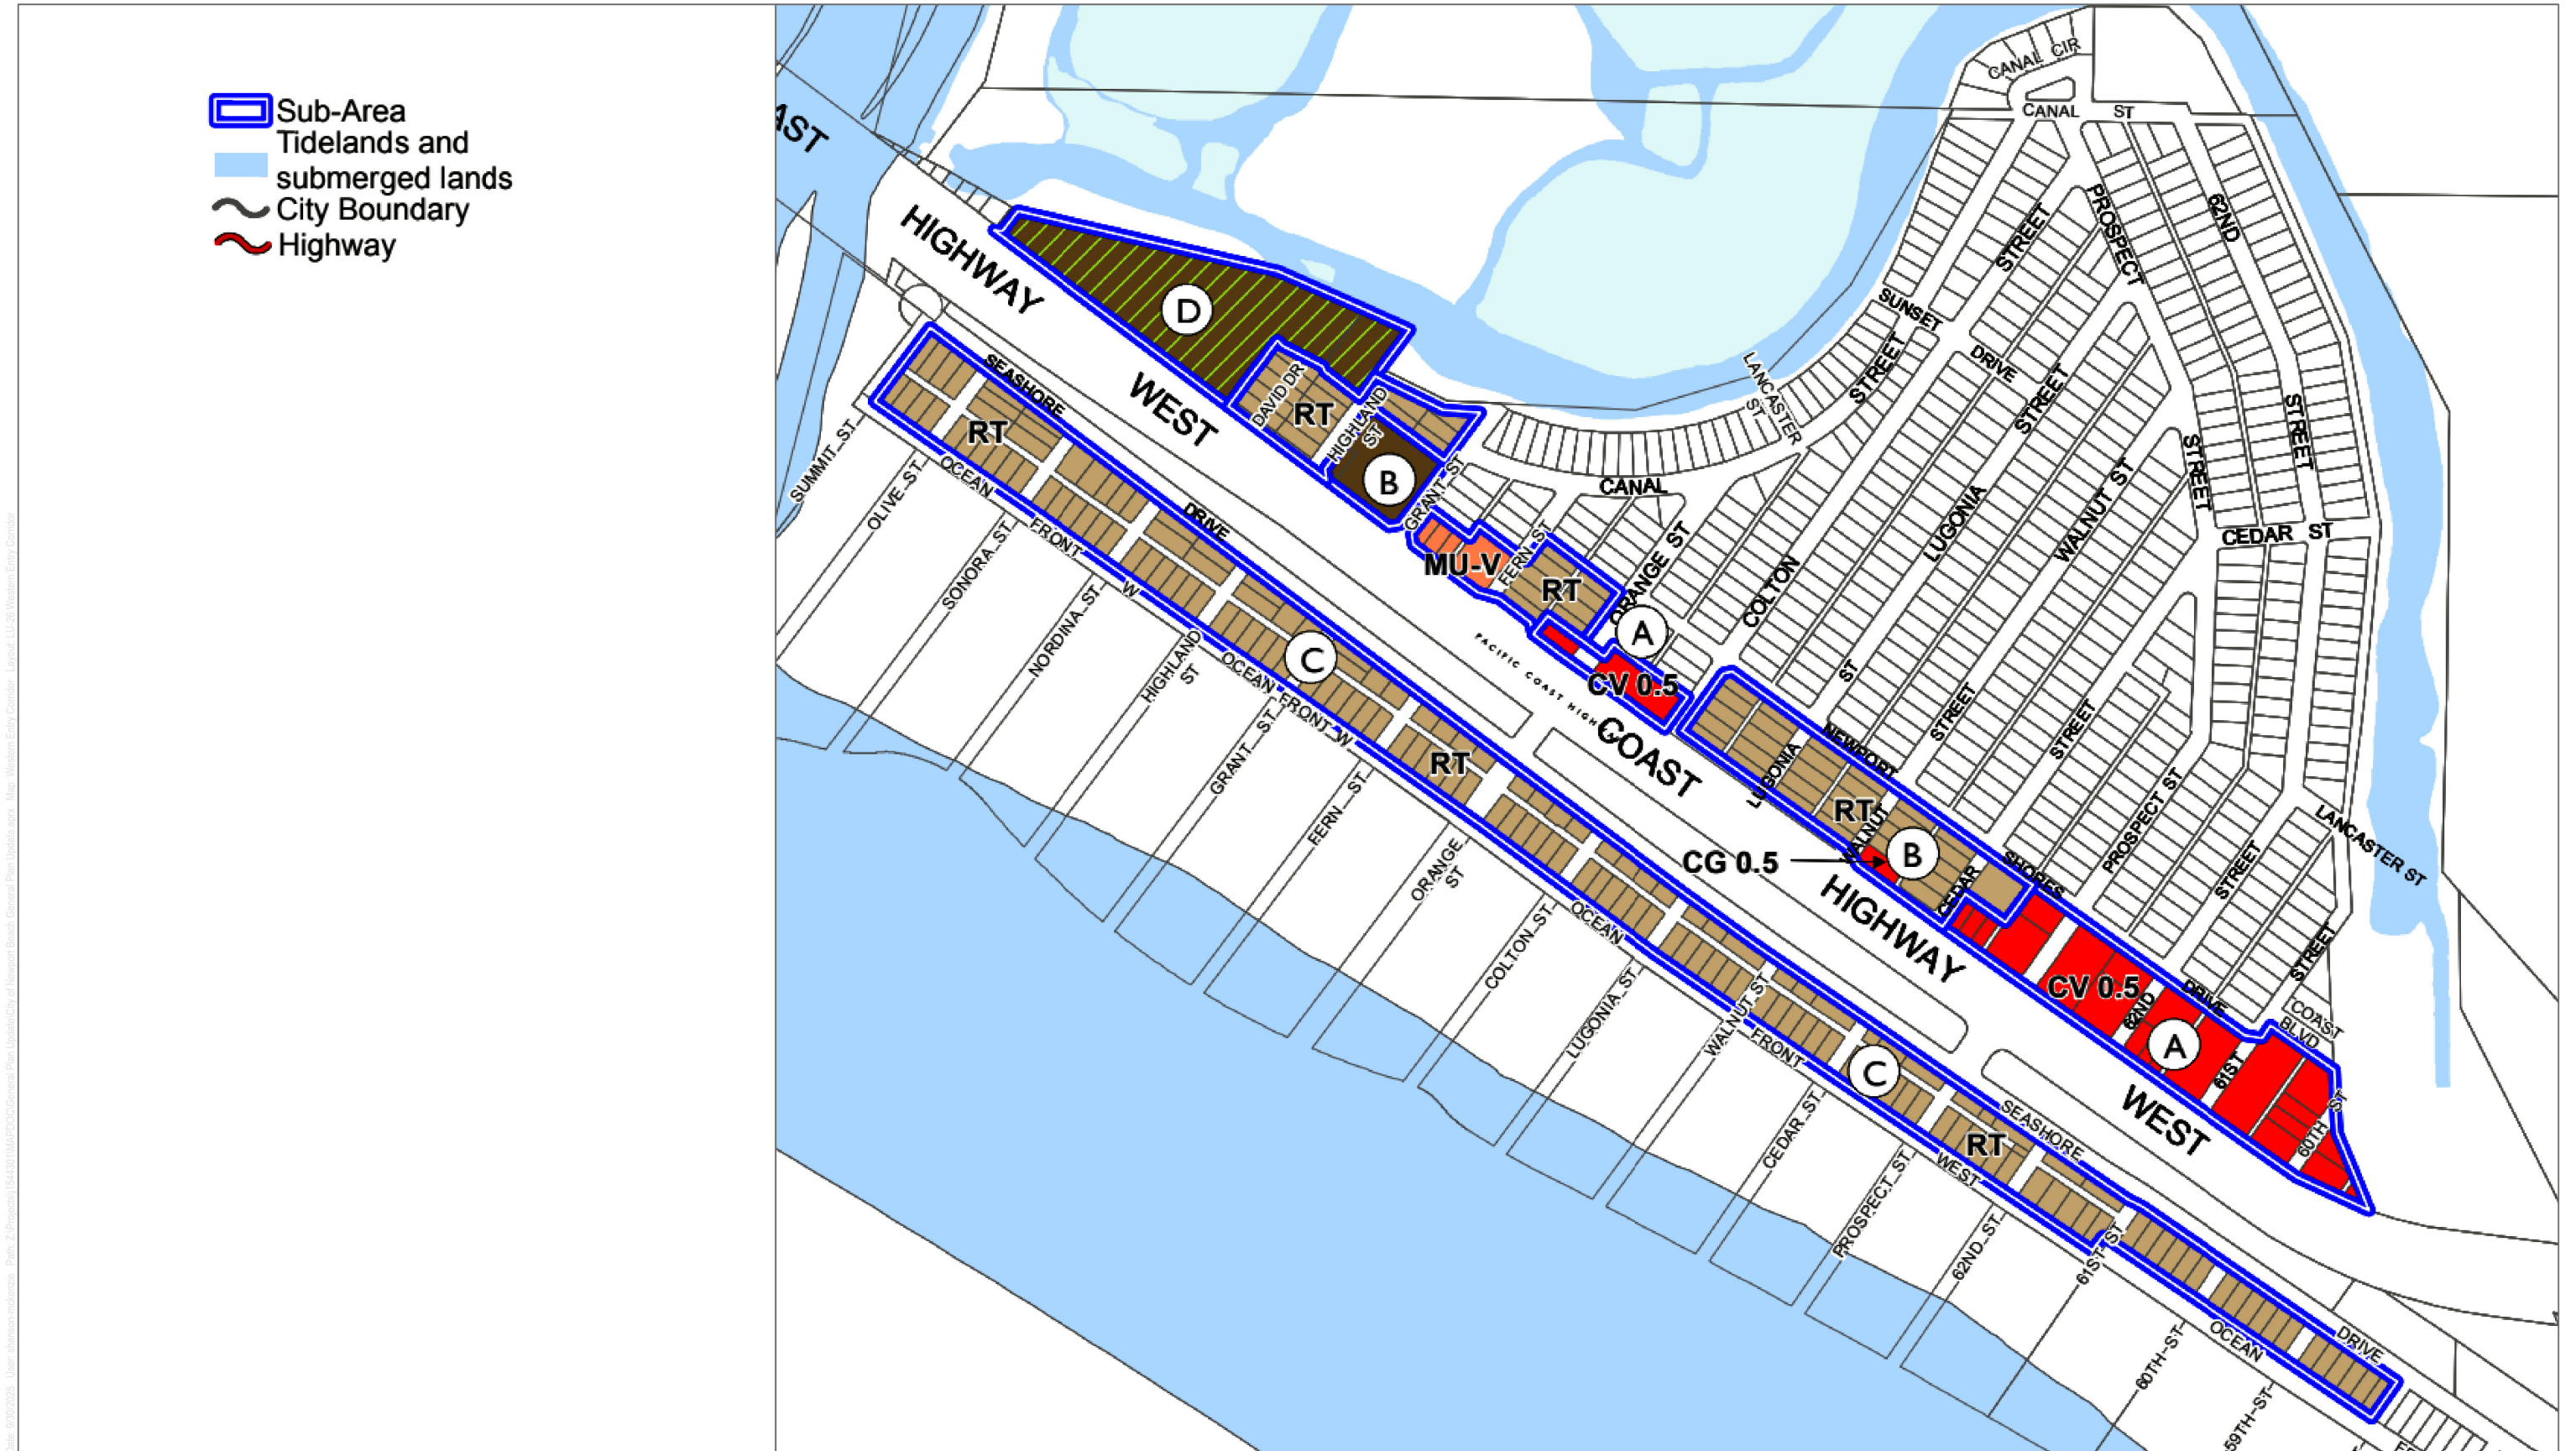 Sub-Area
Tidelands and
submerged lands
City Boundary
Highway
AST
HIGHWAY
WEST
COAST
HIGHWAY
WEST
PACIFIC COAST HIGH
CANAL CIR
CANAL ST
PROSPECT
STREET
62ND
STREET
STREET
SUNSET
DRIVE
STREET
STREET
LANCASTER
ST
CANAL
ORANGE ST
COLTON
LUGONIA
ST
WALNUT ST
STREET
STREET
CEDAR ST
PROSPECT ST
STREET
STREET
LANCASTER ST
COAST
BLVD
NEWPORT
SHORES
DRIVE
D
DAVID DR
RT
HIGHLAND
ST
B
GRANT ST
MU-V
FERN ST
RT
A
CV 0.5
LUGONIA
RT
WALNUT
B
CG 0.5
CEDAR
CV 0.5
62ND
A
61ST
60TH
ST
SEASHORE
DRIVE
RT
OCEAN
FRONT
W
C
OCEAN FRONT W
RT
OCEAN
FRONT
C
WEST
RT
SEASHORE
DRIVE
OCEAN
SUMMIT ST
OLIVE ST
SONORA ST
NORDINA ST
HIGHLAND
ST
GRANT ST
FERN ST
ORANGE
ST
COLTON ST
LUGONIA ST
WALNUT ST
CEDAR ST
PROSPECT ST
62ND ST
61ST ST
60TH ST
59TH ST